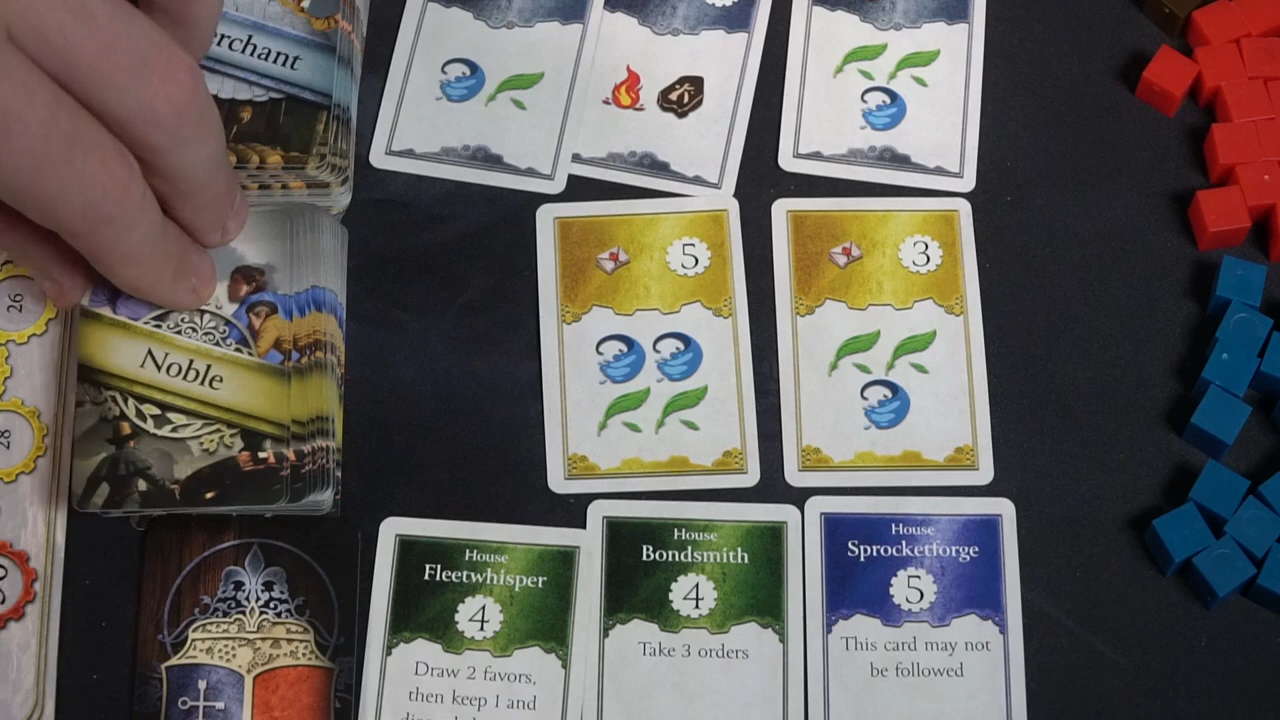 erchant
5
3
26
Noble
28
House
Fleetwhisper
4
Draw 2 favors,
then keep 1 and
House
Bondsmith
4
Take 3 orders
House
Sprocketforge
5
This card may not
be followed